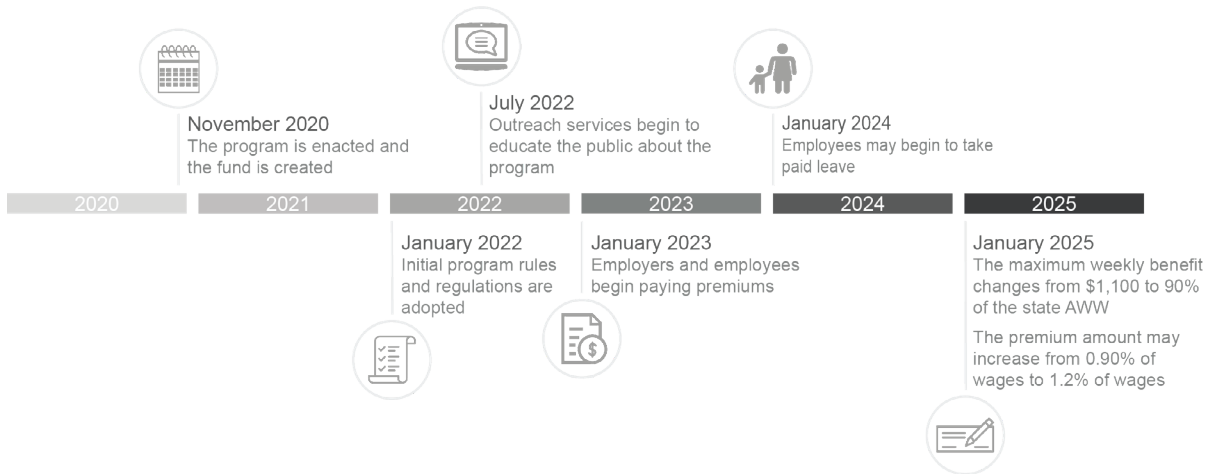 November 2020
The program is enacted and
the fund is created
July 2022
Outreach services begin to
educate the public about the
program
January 2024
Employees may begin to take
paid leave
2020
2021
2022
2023
2024
2025
January 2022
Initial program rules
and regulations are
adopted
January 2023
Employers and employees
begin paying premiums
January 2025
The maximum weekly benefit
changes from $1,100 to 90%
of the state AWW
The premium amount may
increase from 0.90% of
wages to 1.2% of wages
$